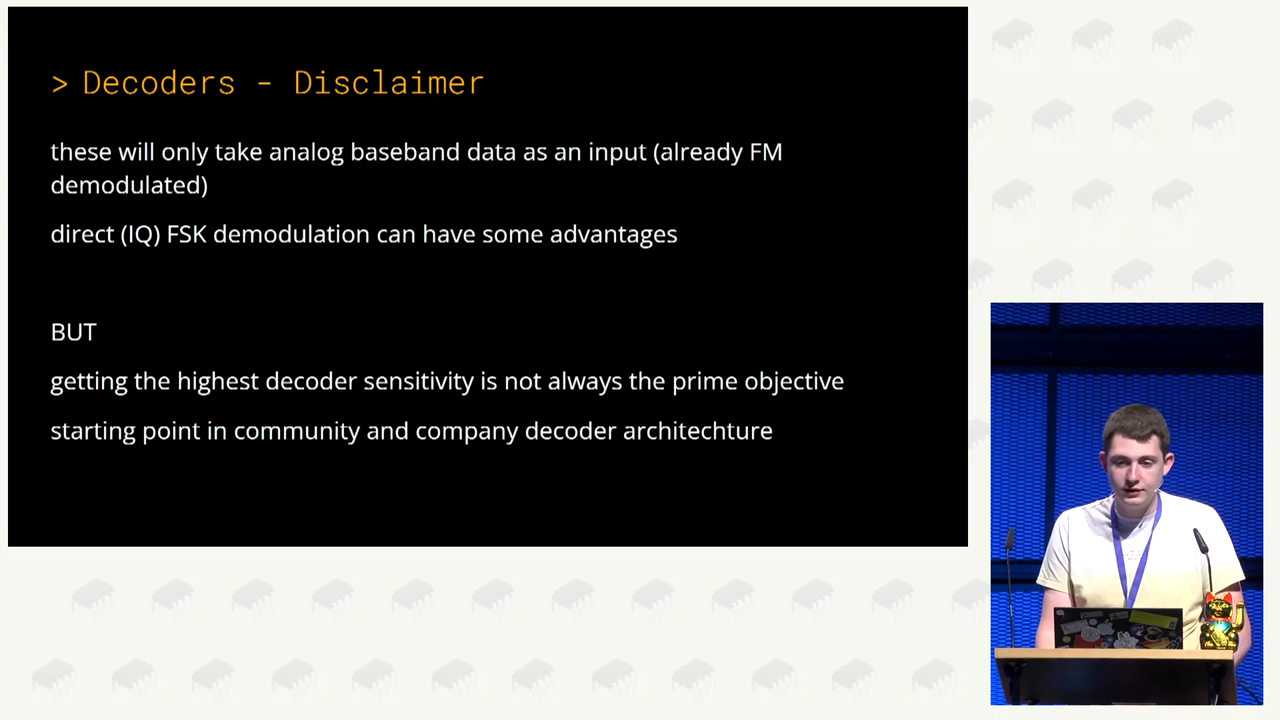 > Decoders - Disclaimer
these will only take analog baseband data as an input (already FM
demodulated)
direct (IQ) FSK demodulation can have some advantages
BUT
getting the highest decoder sensitivity is not always the prime objective
starting point in community and company decoder architechture